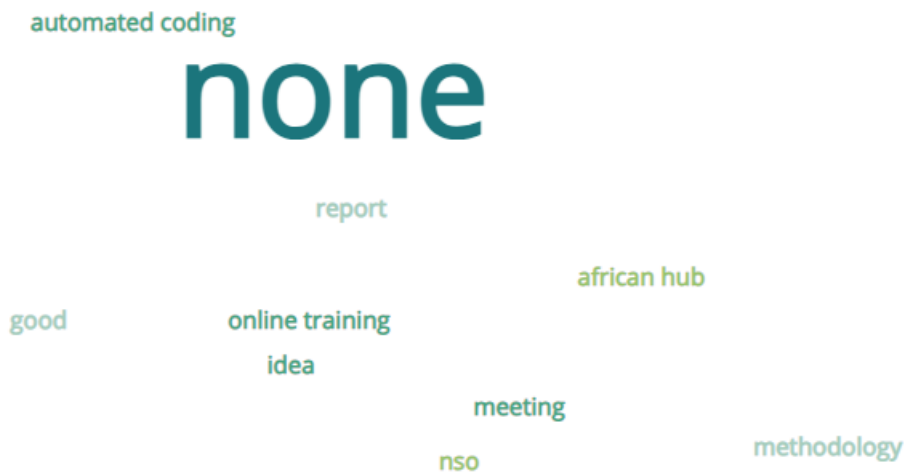 automated coding
none
report
african hub
good
online training
idea
meeting
methodology
nso